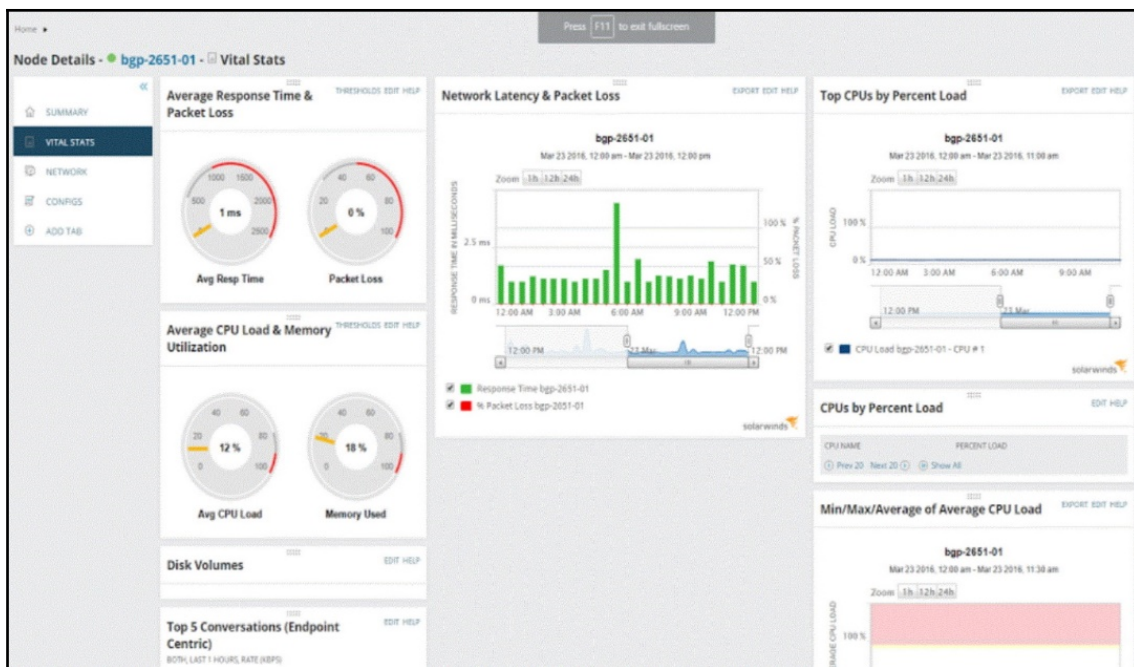 Home
Press F11 to exit fullscreen
Node Details - bgp-2651-01 - Vital Stats
SUMMARY
VITAL STATS
NETWORK
CONFIGS
ADD TAB
Average Response Time &
Packet Loss
THRESHOLDS EDIT HELP
500 1000 1500 2000 2500
1 ms
Avg Resp Time
20 40 60 80 100
0 %
Packet Loss
Average CPU Load & Memory
Utilization
THRESHOLDS EDIT HELP
0 20 40 60 80 100
12 %
Avg CPU Load
0 20 40 60 80 100
18 %
Memory Used
Disk Volumes
EDIT HELP
Top 5 Conversations (Endpoint
Centric)
EDIT HELP
BOTH, LAST 1 HOURS, RATE (KBPS)
Network Latency & Packet Loss
EXPORT EDIT HELP
bgp-2651-01
Mar 23 2016, 12:00 am - Mar 23 2016, 12:00 pm
Zoom 1h 12h 24h
RESPONSE TIME IN MILLISECONDS
2.5 ms
0 ms
% PACKET LOSS
100 %
50 %
0 %
12:00 AM 3:00 AM 6:00 AM 9:00 AM 12:00 PM
12:00 PM 23 Mar 12:00 PM
Response Time bgp-2651-01
% Packet Loss bgp-2651-01
solarwinds
Top CPUs by Percent Load
EXPORT EDIT HELP
bgp-2651-01
Mar 23 2016, 12:00 am - Mar 23 2016, 11:00 am
Zoom 1h 12h 24h
CPU LOAD
100 %
0 %
12:00 AM 3:00 AM 6:00 AM 9:00 AM
12:00 PM 23 Mar
CPU Load bgp-2651-01 - CPU # 1
solarwinds
CPUs by Percent Load
EDIT HELP
CPU NAME PERCENT LOAD
Prev 20 Next 20 Show All
Min/Max/Average of Average CPU Load
EXPORT EDIT HELP
bgp-2651-01
Mar 23 2016, 12:00 am - Mar 23 2016, 11:30 am
Zoom 1h 12h 24h
100 %
CPU LOAD